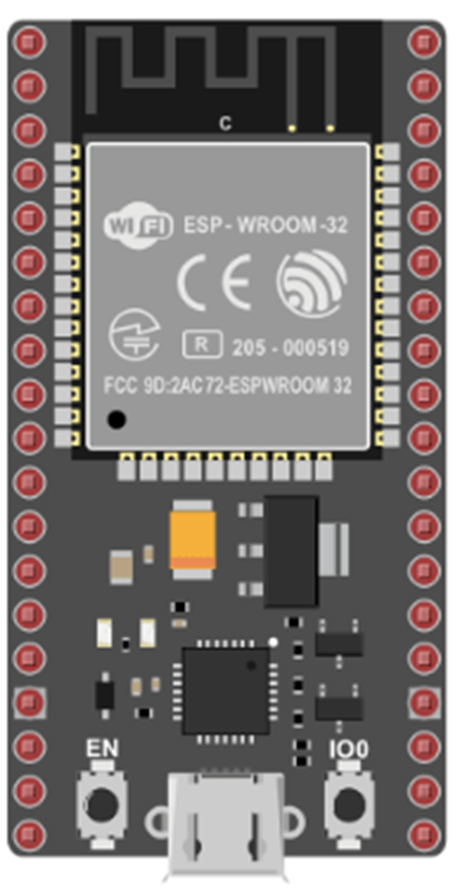 C
WiFi ESP - WROOM -32
CE
R 205 - 000519
FCC 9D:2AC72-ESPWROOM 32
EN IO0